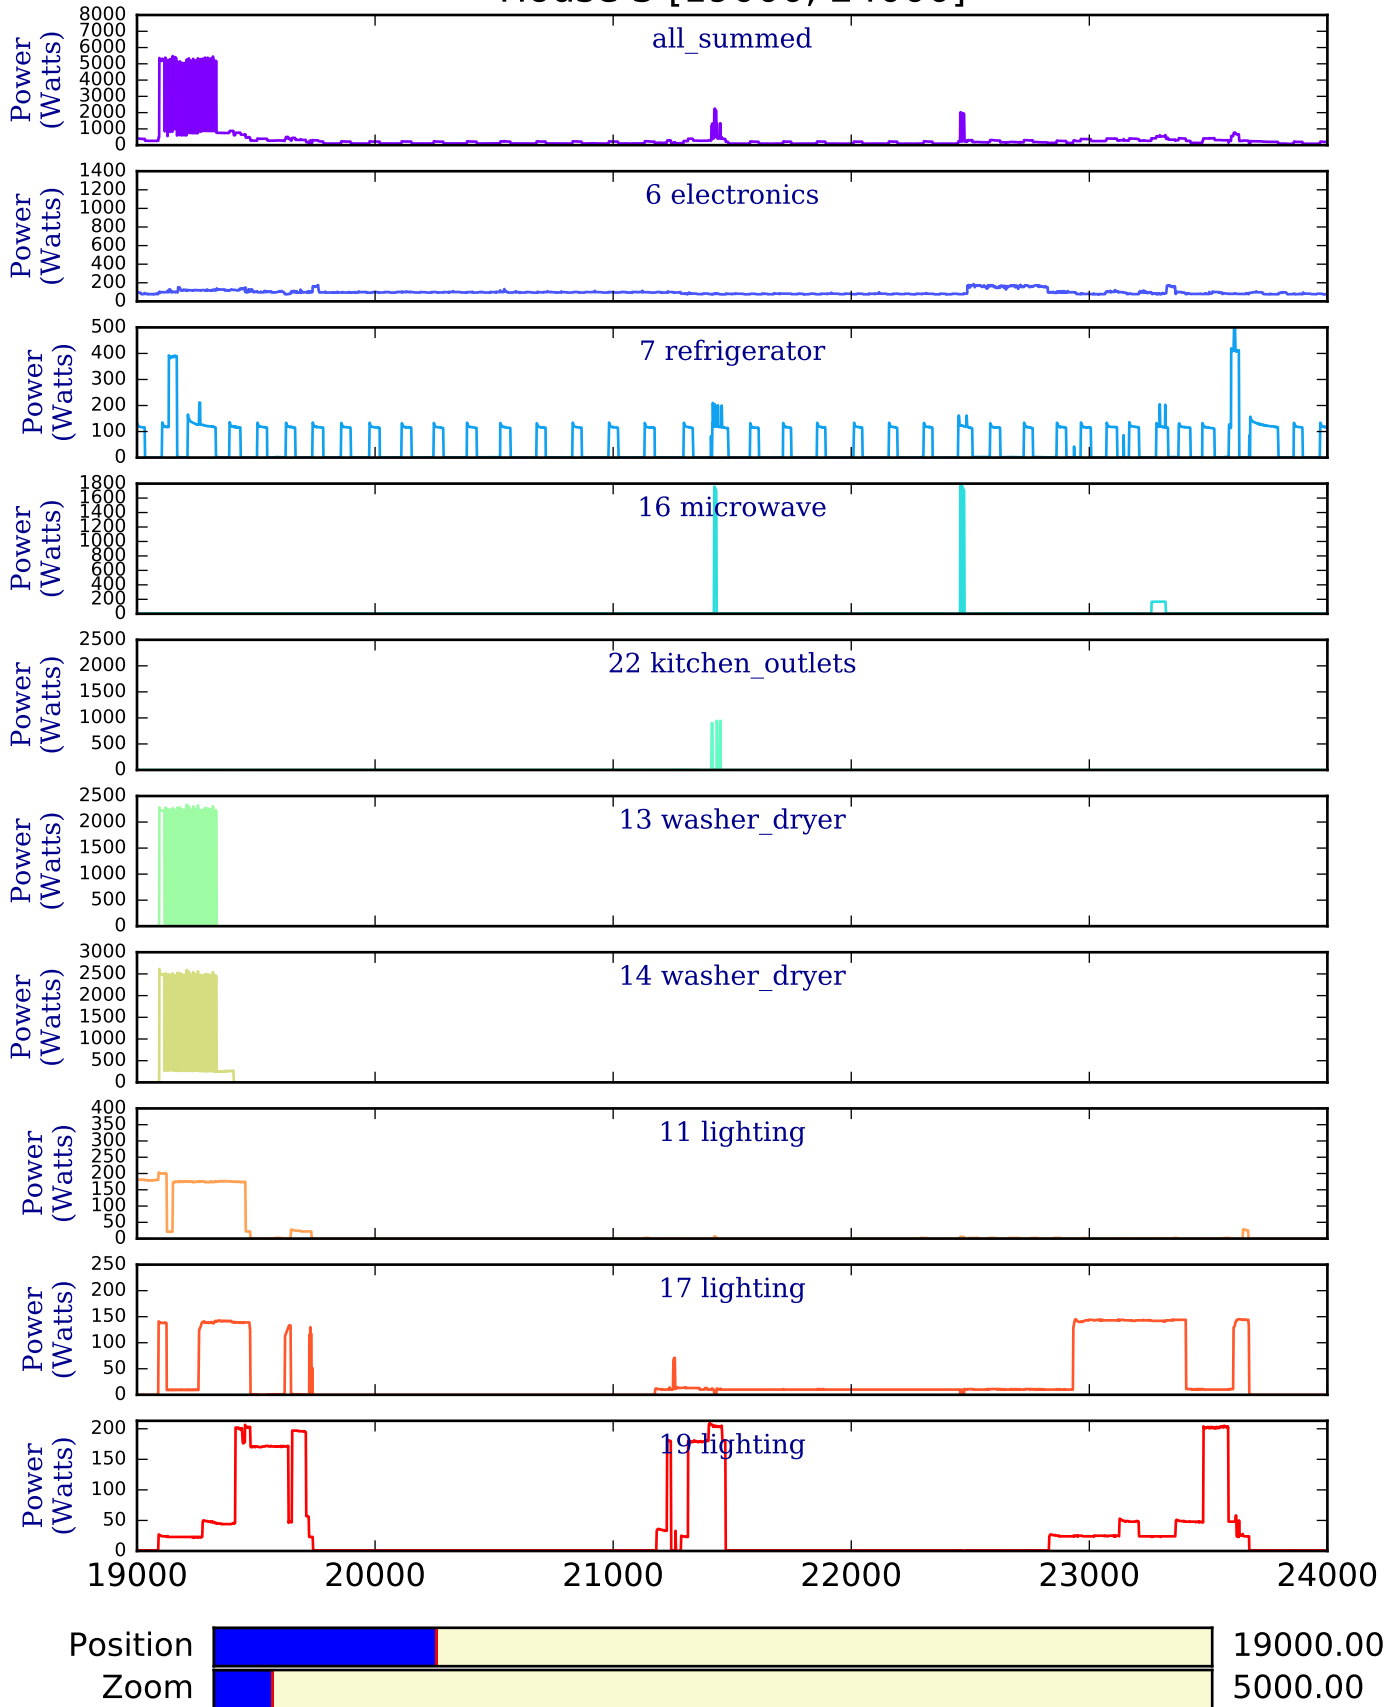 [19000, 24000]
all_summed
Power
(Watts)
8000
7000
6000
5000
4000
3000
2000
1000
0
6 electronics
Power
(Watts)
1400
1200
1000
800
600
400
200
0
7 refrigerator
Power
(Watts)
500
400
300
200
100
0
16 microwave
Power
(Watts)
1800
1600
1400
1200
1000
800
600
400
200
0
22 kitchen_outlets
Power
(Watts)
2500
2000
1500
1000
500
0
13 washer_dryer
Power
(Watts)
2500
2000
1500
1000
500
0
14 washer_dryer
Power
(Watts)
3000
2500
2000
1500
1000
500
0
11 lighting
Power
(Watts)
400
350
300
250
200
150
100
50
0
17 lighting
Power
(Watts)
250
200
150
100
50
0
19 lighting
Power
(Watts)
200
150
100
50
0
19000 20000 21000 22000 23000 24000
Position 19000.00
Zoom 5000.00